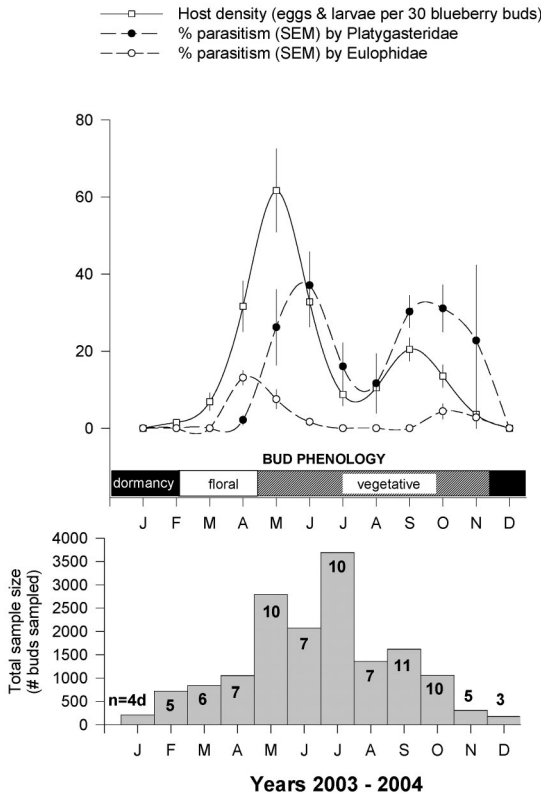 Host density (eggs & larvae per 30 blueberry buds)
% parasitism (SEM) by Platygasteridae
% parasitism (SEM) by Eulophidae
80
60
40
20
0
BUD PHENOLOGY
dormancy floral vegetative
J F M A M J J A S O N D
Total sample size
(# buds sampled)
4000
3500
3000
2500
2000
1500
1000
500
0
n=4d 5 6 7 10 7 10 7 11 10 5 3
J F M A M J J A S O N D
Years 2003 - 2004